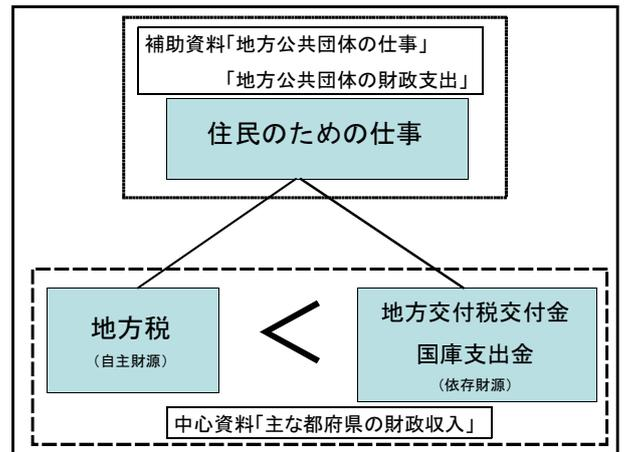 補助資料「地方公共団体の仕事」
「地方公共団体の財政支出」
住民のための仕事
地方税
（自主財源）
＜
地方交付税交付金
国庫支出金
（依存財源）
中心資料「主な都府県の財政収入」